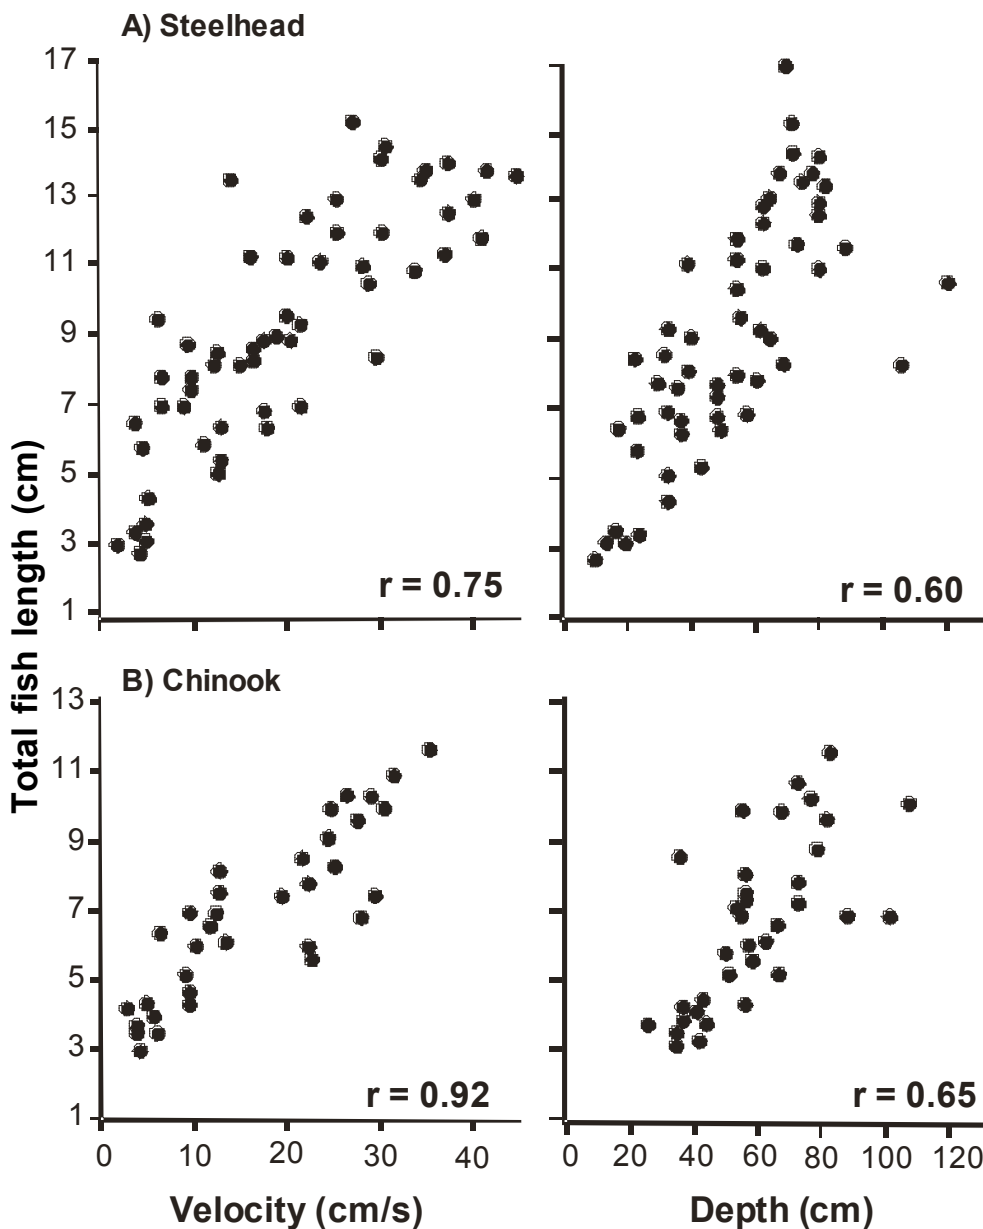 A) Steelhead
17
15
13
11
9
7
5
3
1
r = 0.75
r = 0.60
Total fish length (cm)
B) Chinook
13
11
9
7
5
3
1
r = 0.92
r = 0.65
0 10 20 30 40
0 20 40 60 80 100 120
Velocity (cm/s)
Depth (cm)